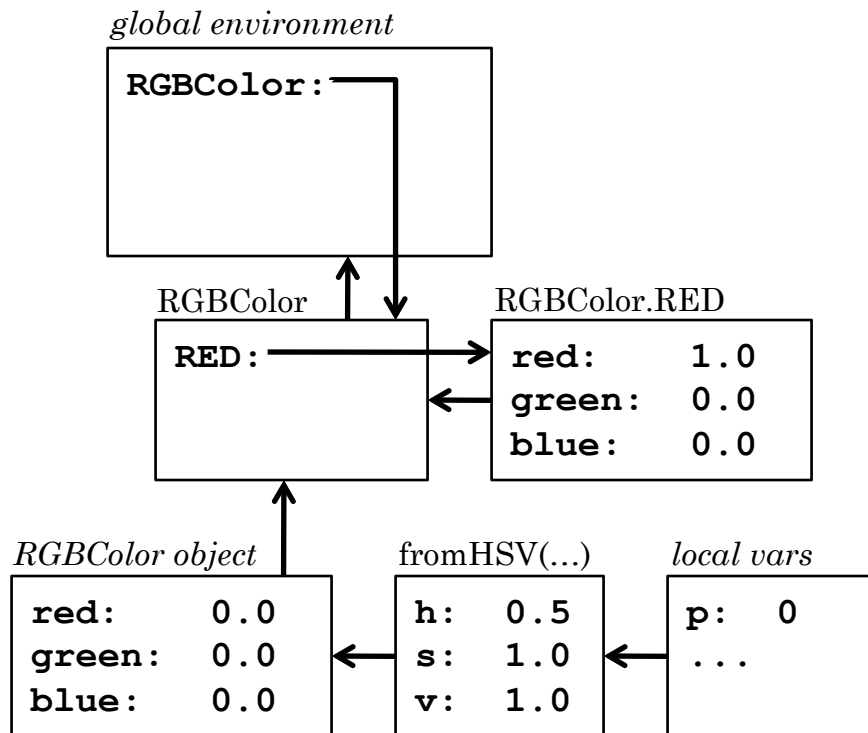 global environment
RGBColor:
RGBColor
RGBColor.RED
RED:
red: 1.0
green: 0.0
blue: 0.0
RGBColor object
fromHSV(...)
local vars
red: 0.0
green: 0.0
blue: 0.0
h: 0.5
s: 1.0
v: 1.0
p: 0
...